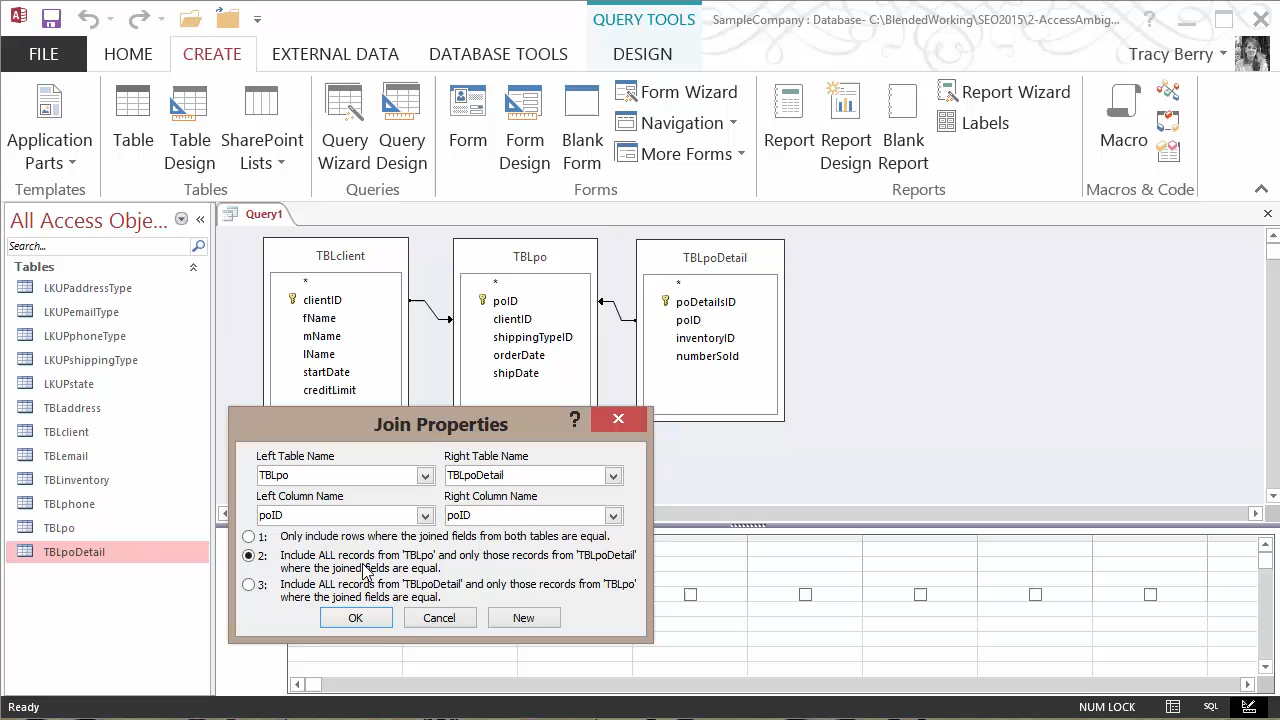 QUERY TOOLS
SampleCompany : Database- C:\BlendedWorking\SEO2015\2-AccessAmbig...
FILE HOME CREATE EXTERNAL DATA DATABASE TOOLS DESIGN Tracy Berry
Application Parts
Table
Table Design
SharePoint Lists
Query Wizard
Query Design
Form
Form Design
Blank Form
Form Wizard
Navigation
More Forms
Report
Report Design
Blank Report
Report Wizard
Labels
Macro
Templates Tables Queries Forms Reports Macros & Code
All Access Obje...
Search...
Tables
LKUPaddressType
LKUPemailType
LKUPphoneType
LKUPshippingType
LKUPstate
TBLaddress
TBLclient
TBLemail
TBLinventory
TBLphone
TBLpo
TBLpoDetail
Query1
TBLclient
*
clientID
fName
mName
lName
startDate
creditLimit
TBLpo
*
poID
clientID
shippingTypeID
orderDate
shipDate
TBLpoDetail
*
poDetailsID
poID
inventoryID
numberSold
Join Properties
Left Table Name Right Table Name
TBLpo TBLpoDetail
Left Column Name Right Column Name
poID poID
1: Only include rows where the joined fields from both tables are equal.
2: Include ALL records from 'TBLpo' and only those records from 'TBLpoDetail'
where the joined fields are equal.
3: Include ALL records from 'TBLpoDetail' and only those records from 'TBLpo'
where the joined fields are equal.
OK Cancel New
Ready NUM LOCK SQL